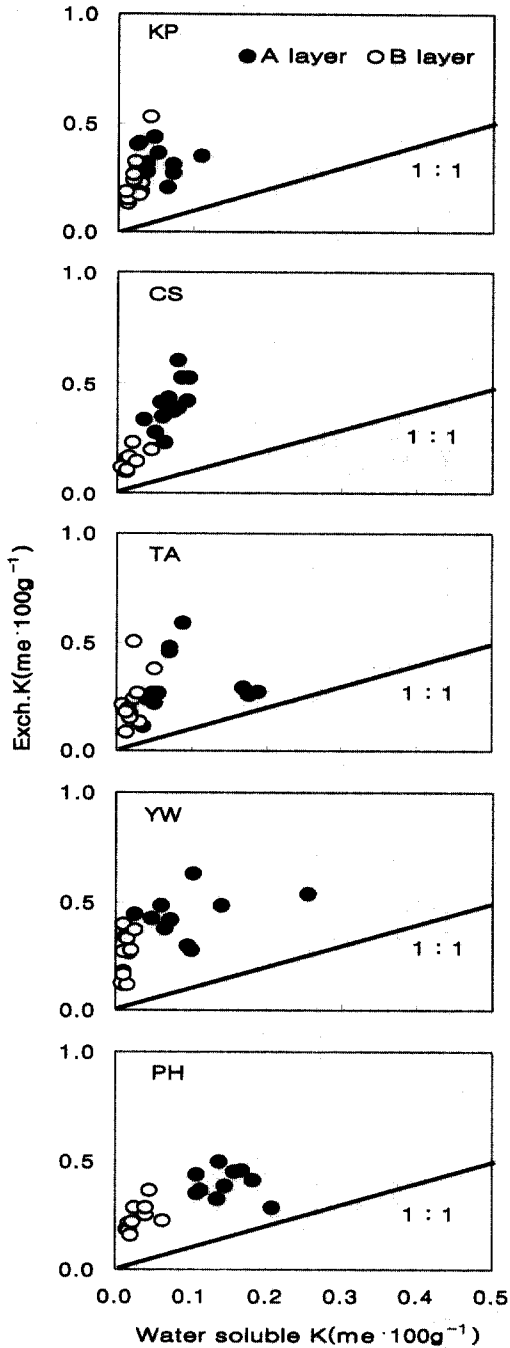 1.0
KP
A layer B layer
0.5
1 : 1
0.0
1.0
CS
0.5
1 : 1
0.0
1.0
TA
0.5
1 : 1
0.0
Exch.K(me·100g⁻¹)
1.0
YW
0.5
1 : 1
0.0
1.0
PH
0.5
1 : 1
0.0
0.0 0.1 0.2 0.3 0.4 0.5
Water soluble K(me·100g⁻¹)